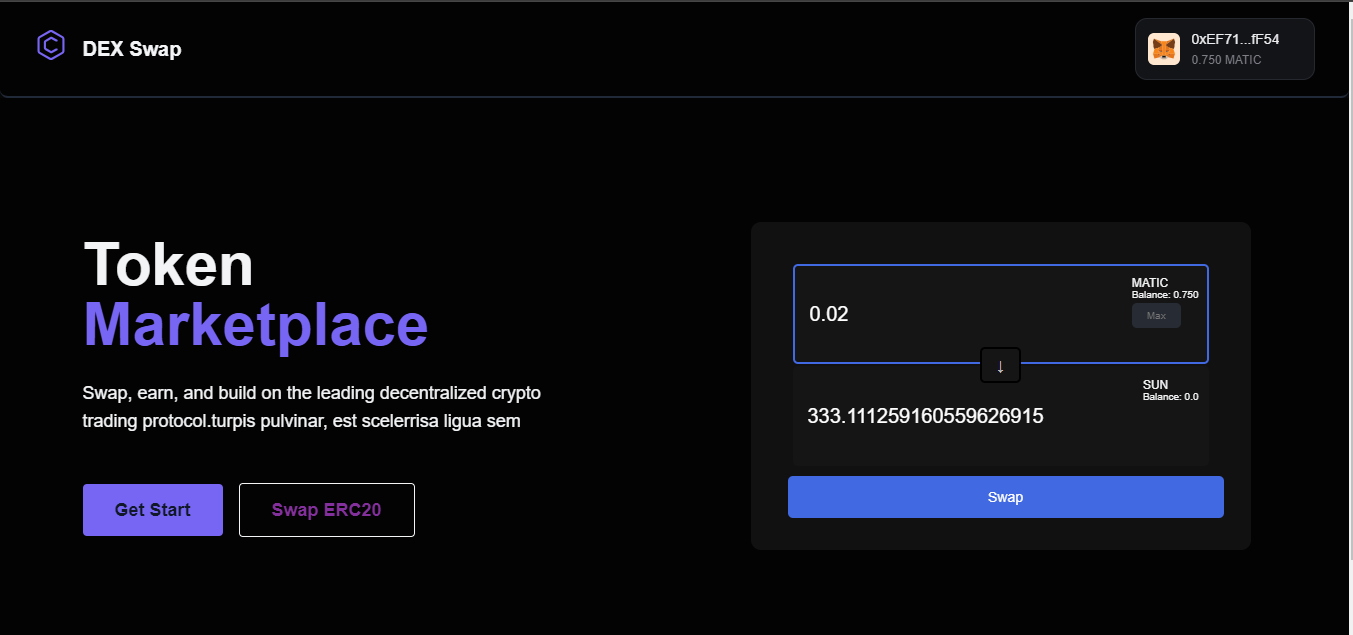 DEX Swap
0xEF71...fF54
0.750 MATIC
Token
Marketplace
Swap, earn, and build on the leading decentralized crypto
trading protocol.turpis pulvinar, est scelerrisa ligua sem
Get Start
Swap ERC20
0.02
MATIC
Balance: 0.750
Max
↓
333.111259160559626915
SUN
Balance: 0.0
Swap